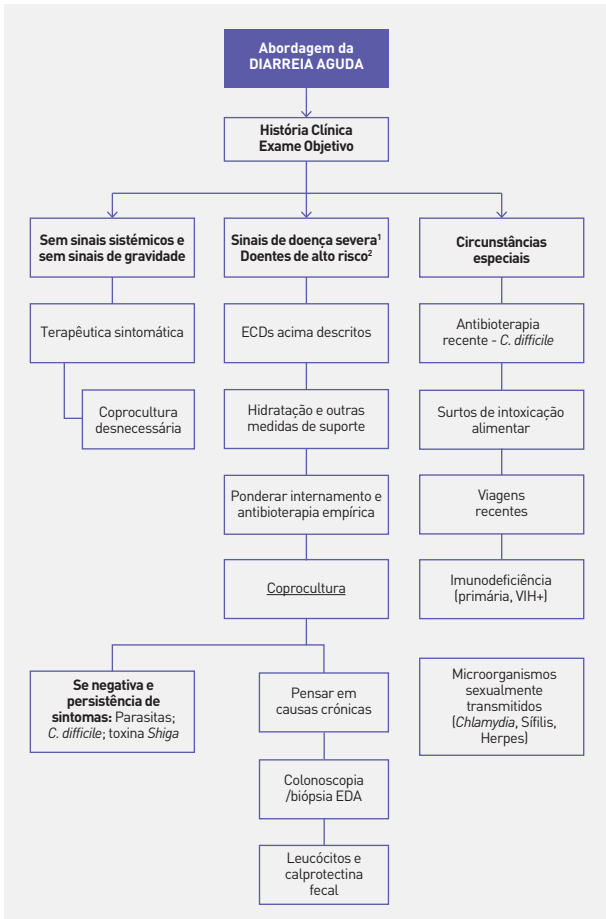 Abordagem da
DIARREIA AGUDA
História Clínica
Exame Objetivo
Sem sinais sistémicos e
sem sinais de gravidade
Terapêutica sintomática
Coprocultura
desnecessária
Sinais de doença severa¹
Doentes de alto risco²
ECDs acima descritos
Hidratação e outras
medidas de suporte
Ponderar internamento e
antibioterapia empírica
Coprocultura
Se negativa e
persistência de
sintomas: Parasitas;
C. difficile; toxina Shiga
Pensar em
causas crónicas
Colonoscopia
/biópsia EDA
Leucócitos e
calprotectina
fecal
Circunstâncias
especiais
Antibioterapia
recente - C. difficile
Surtos de intoxicação
alimentar
Viagens
recentes
Imunodeficiência
(primária, VIH+)
Microorganismos
sexualmente
transmitidos
(Chlamydia, Sífilis,
Herpes)